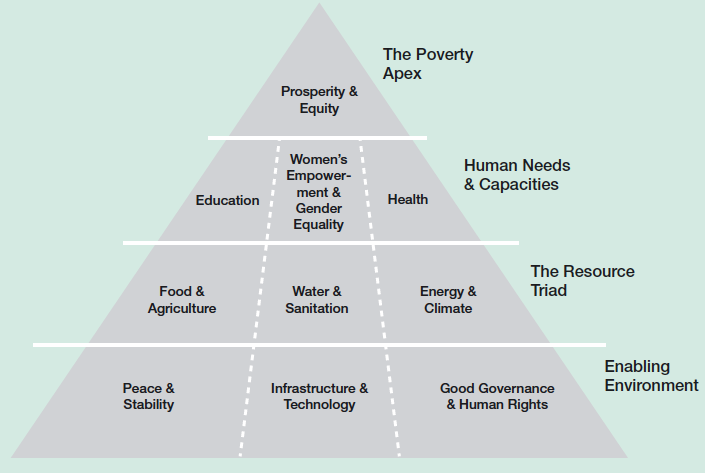 The Poverty
Apex
Prosperity &
Equity
Women's
Empower-
ment &
Gender
Equality
Education
Health
Human Needs
& Capacities
Food &
Agriculture
Water &
Sanitation
Energy &
Climate
The Resource
Triad
Peace &
Stability
Infrastructure &
Technology
Good Governance
& Human Rights
Enabling
Environment